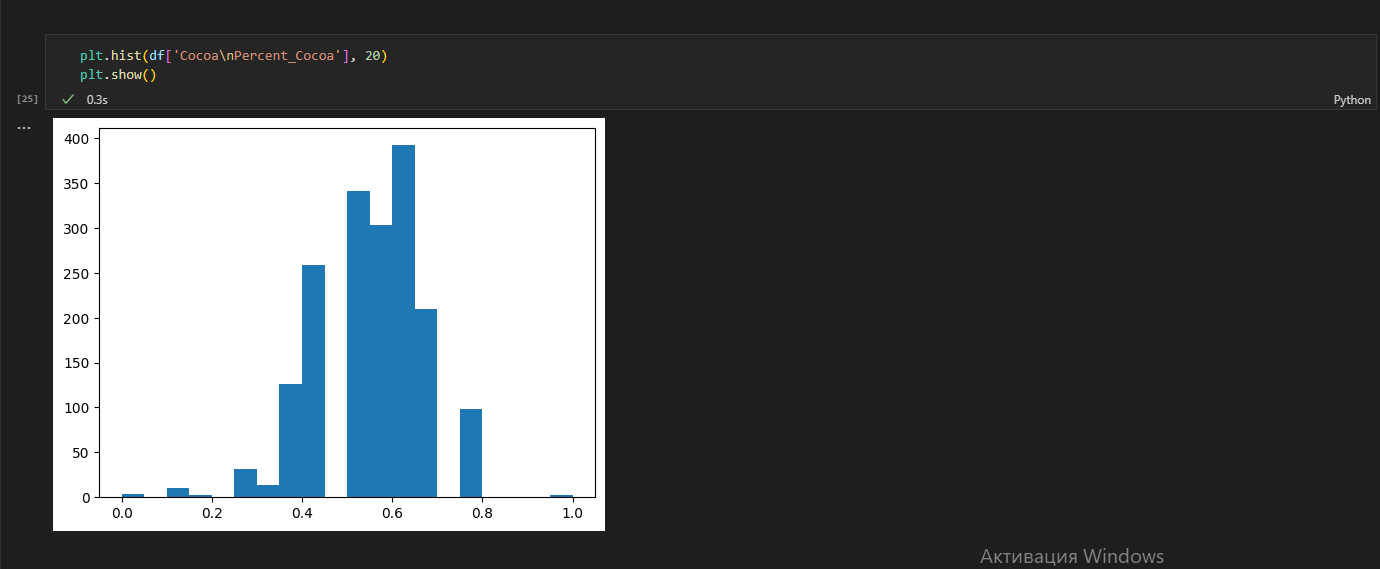 plt.hist(df['Cocoa\nPercent_Cocoa'], 20)
plt.show()
[25]
0.3s
Python
...
400
350
300
250
200
150
100
50
0
0.0 0.2 0.4 0.6 0.8 1.0
Активация Windows